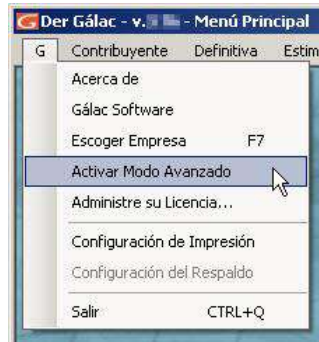 Der Gálac - v. - Menú Principal
G Contribuyente Definitiva Estim
Acerca de
Gálac Software
Escoger Empresa F7
Activar Modo Avanzado
Administre su Licencia...
Configuración de Impresión
Configuración del Respaldo
Salir CTRL+Q